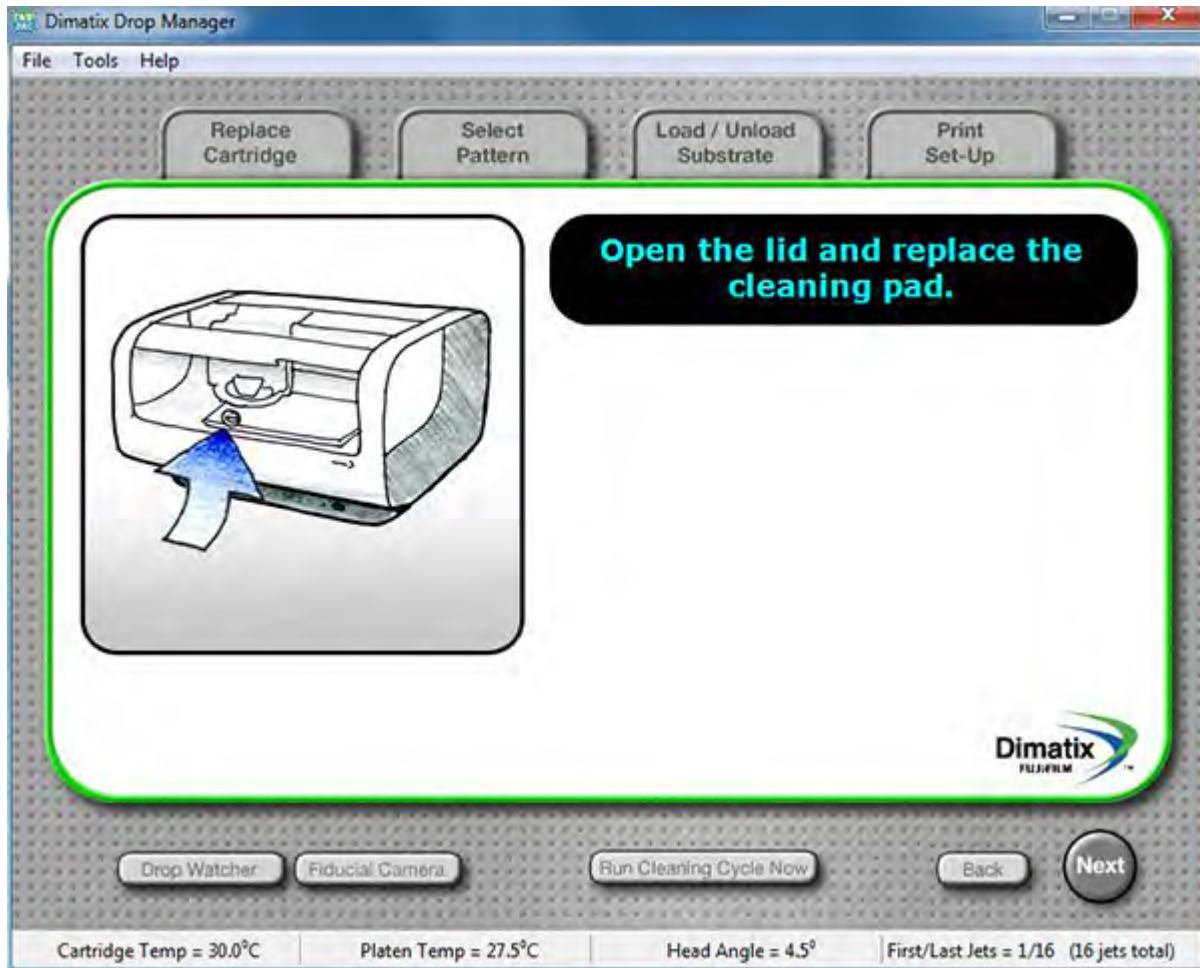 Dimatix Drop Manager
File Tools Help
Replace
Cartridge
Select
Pattern
Load / Unload
Substrate
Print
Set-Up
Open the lid and replace the
cleaning pad.
Dimatix
FUJIFILM
™
Drop Watcher
Fiducial Camera
Run Cleaning Cycle Now
Back
Next
Cartridge Temp = 30.0°C
Platen Temp = 27.5°C
Head Angle = 4.5°
First/Last Jets = 1/16 (16 jets total)